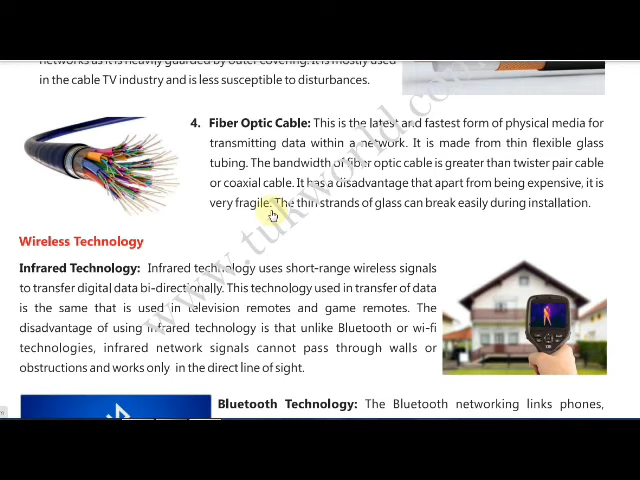 networks as it is heavily guarded by outer covering. It is mostly used
in the cable TV industry and is less susceptible to disturbances.
4. Fiber Optic Cable: This is the latest and fastest form of physical media for
transmitting data within a network. It is made from thin flexible glass
tubing. The bandwidth of fiber optic cable is greater than twister pair cable
or coaxial cable. It has a disadvantage that apart from being expensive, it is
very fragile. The thin strands of glass can break easily during installation.
Wireless Technology
Infrared Technology: Infrared technology uses short-range wireless signals
to transfer digital data bi-directionally. This technology used in transfer of data
is the same that is used in television remotes and game remotes. The
disadvantage of using infrared technology is that unlike Bluetooth or wi-fi
technologies, infrared network signals cannot pass through walls or
obstructions and works only in the direct line of sight.
Bluetooth Technology: The Bluetooth networking links phones,
www.tukworld.com